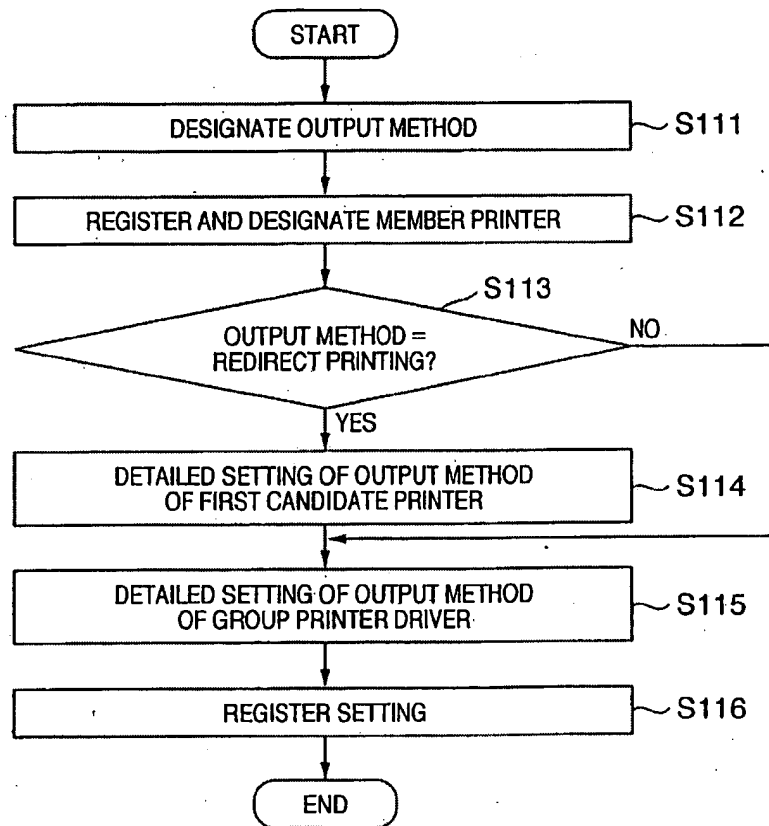 START
DESIGNATE OUTPUT METHOD
S111
REGISTER AND DESIGNATE MEMBER PRINTER
S112
S113
OUTPUT METHOD =
REDIRECT PRINTING?
NO
YES
DETAILED SETTING OF OUTPUT METHOD
OF FIRST CANDIDATE PRINTER
S114
DETAILED SETTING OF OUTPUT METHOD
OF GROUP PRINTER DRIVER
S115
REGISTER SETTING
S116
END